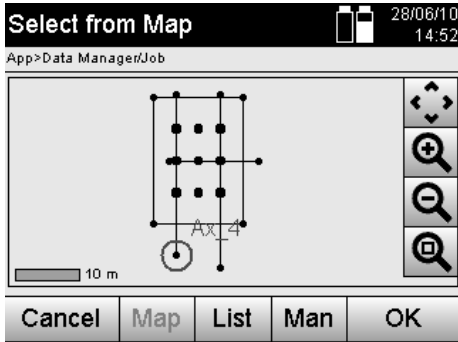 Select from Map
28/06/10
14:52
App>Data Manager/Job
Ax_4
10 m
Cancel
Map
List
Man
OK